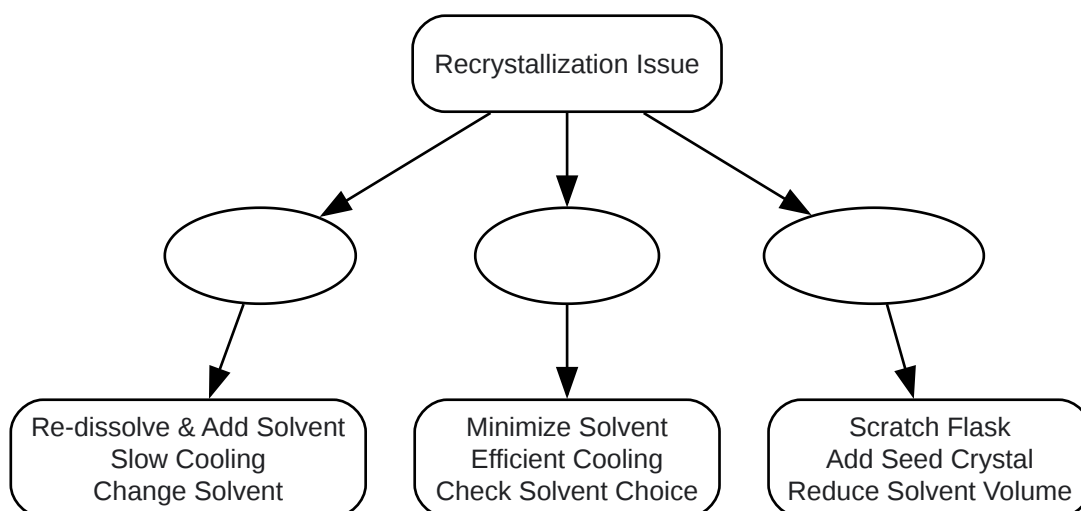 Recrystallization Issue
Re-dissolve & Add Solvent
Slow Cooling
Change Solvent
Minimize Solvent
Efficient Cooling
Check Solvent Choice
Scratch Flask
Add Seed Crystal
Reduce Solvent Volume